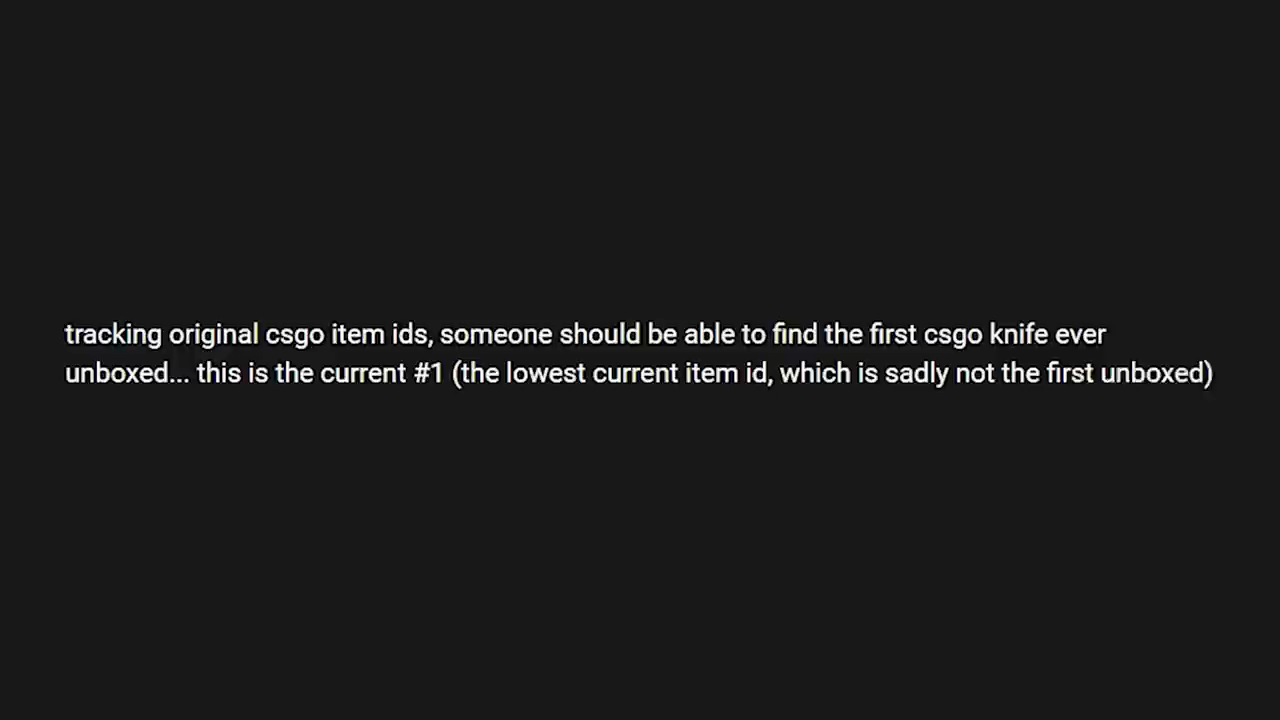 tracking original csgo item ids, someone should be able to find the first csgo knife ever
unboxed... this is the current #1 (the lowest current item id, which is sadly not the first unboxed)